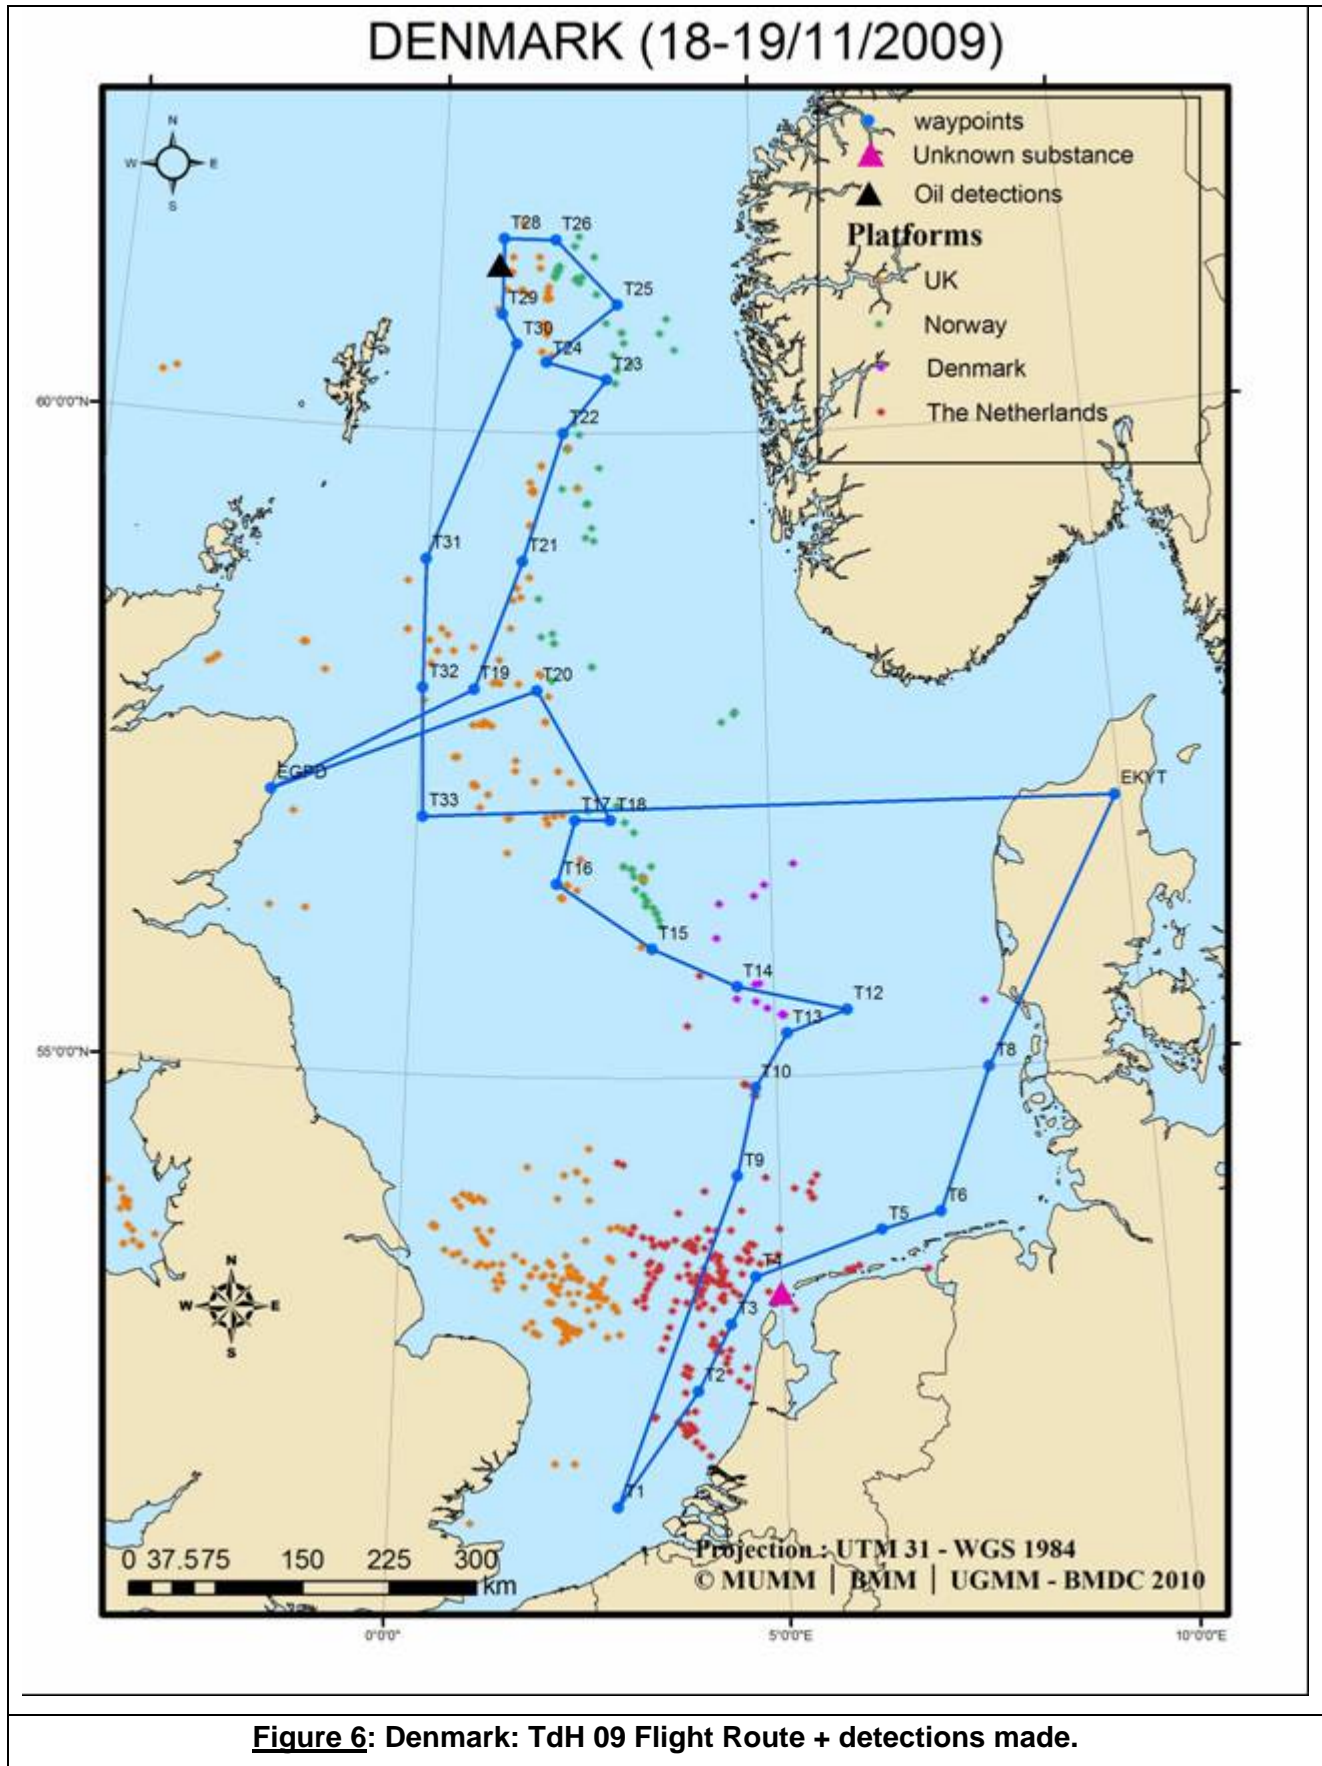 DENMARK (18-19/11/2009)
N
W E
S
waypoints
Unknown substance
Oil detections
Platforms
UK
Norway
Denmark
The Netherlands
T28
T26
T25
T29
T30
T24
T23
60°0'0"N
T22
T31
T21
T32
T19
T20
EGPD
EKYT
T33
T17
T18
T16
T15
T14
T12
T13
55°0'0"N
T8
T10
T9
T6
T5
T4
N
W E
S
T3
T2
T1
0 37.5 75 150 225 300
km
Projection : UTM 31 - WGS 1984
© MUMM | BMM | UGMM - BMDC 2010
0°0'0"
5°0'0"E
10°0'0"E
Figure 6: Denmark: TdH 09 Flight Route + detections made.